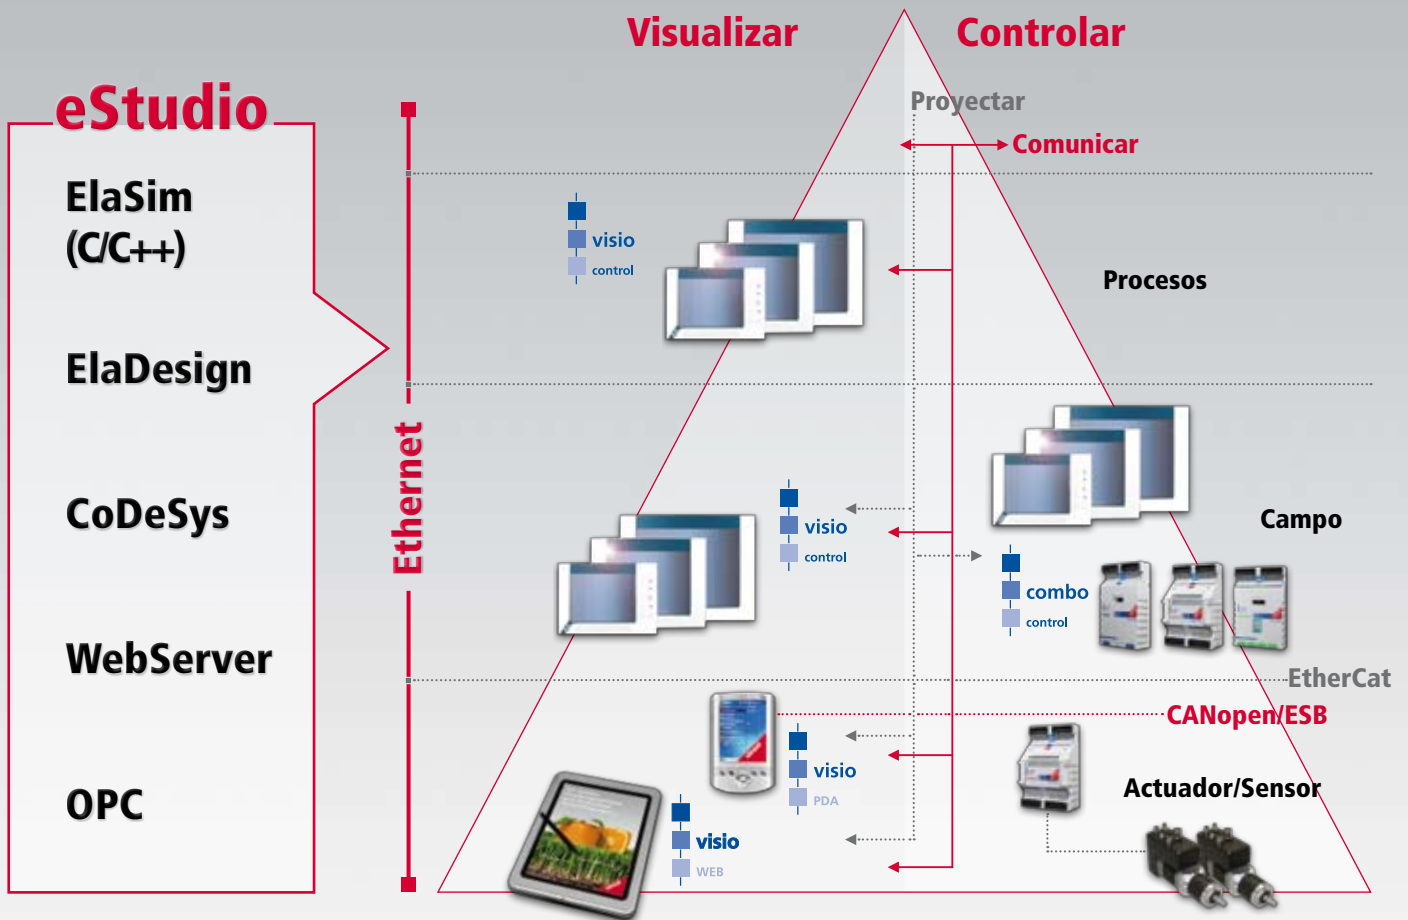 Visualizar
Controlar
eStudio
ElaSim
(C/C++)
ElaDesign
CoDeSys
WebServer
OPC
Ethernet
Proyectar
Comunicar
visio
control
Procesos
visio
control
Campo
combo
control
EtherCat
CANopen/ESB
visio
PDA
Actuador/Sensor
visio
WEB